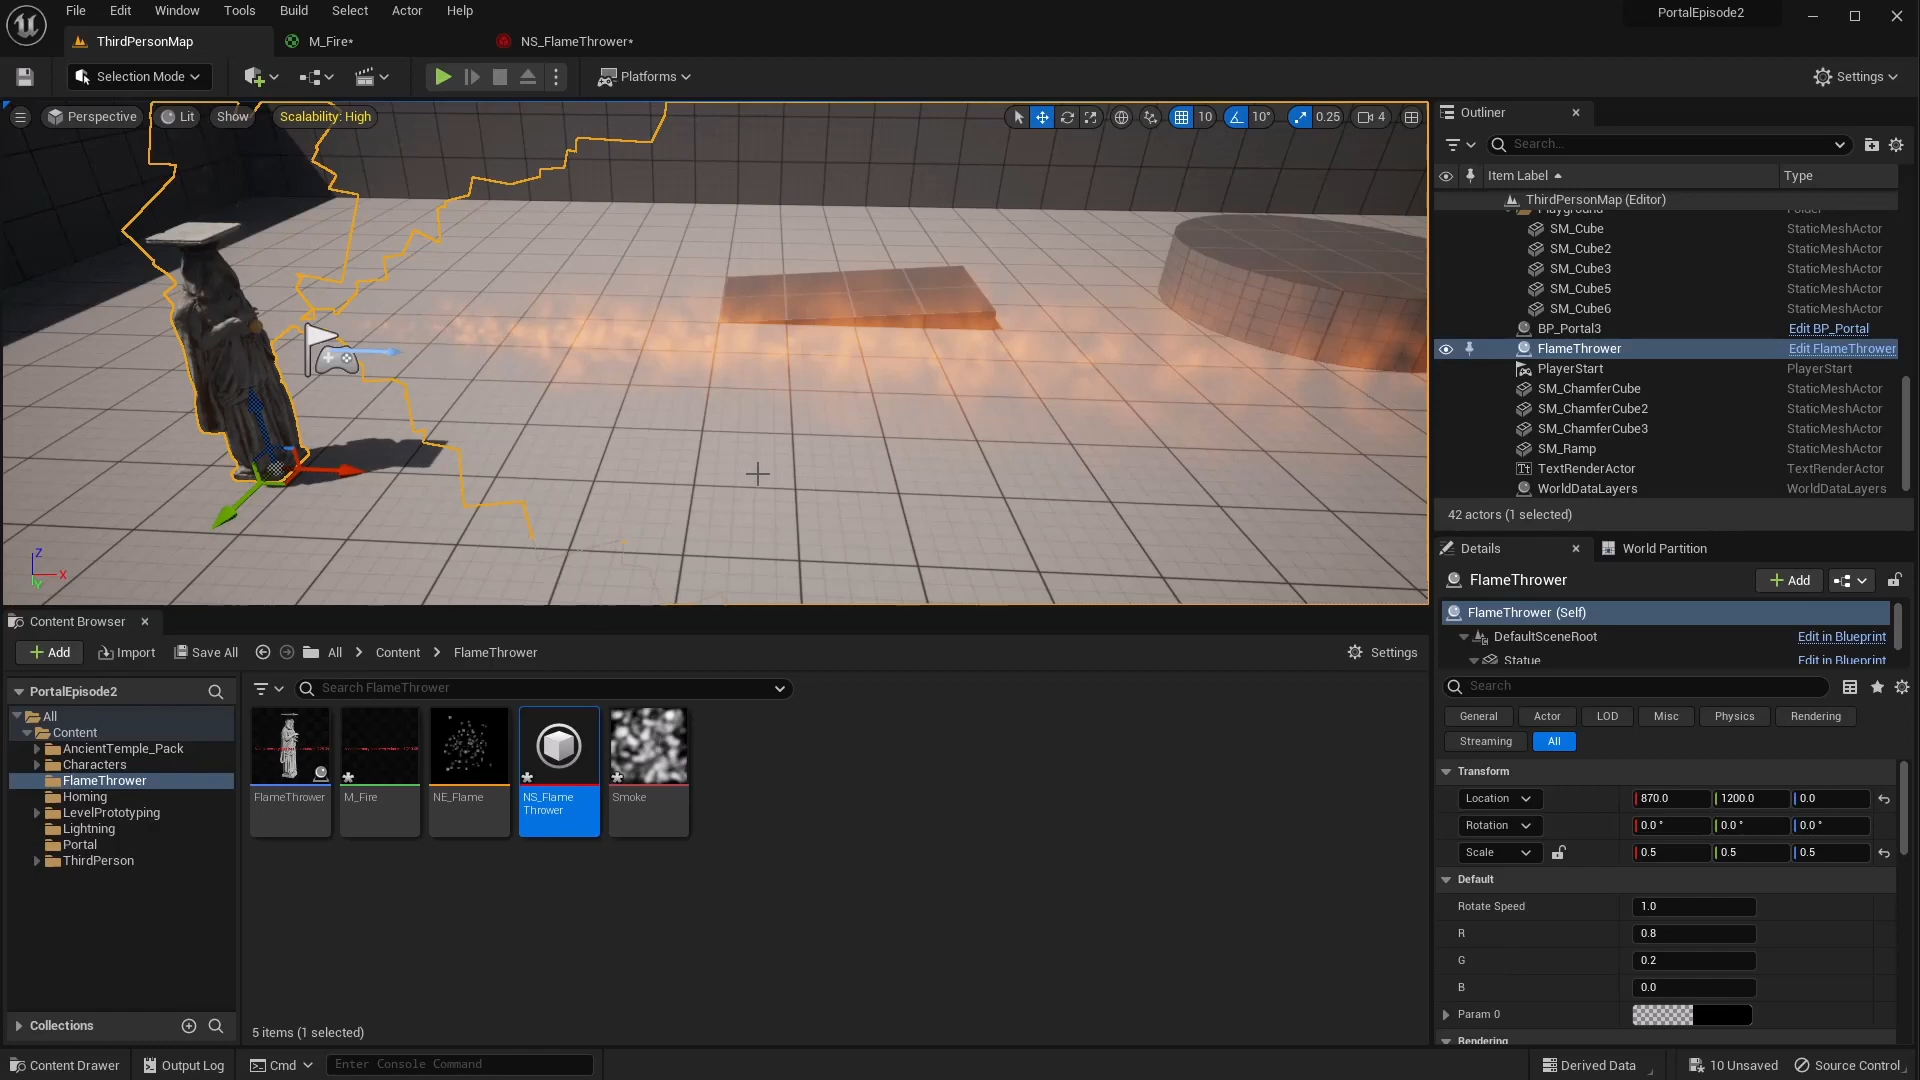 File Edit Window Tools Build Select Actor Help
PortalEpisode2
ThirdPersonMap
M_Fire*
NS_FlameThrower*
Selection Mode
Platforms
Settings
Perspective
Lit
Show
Scalability: High
10
10°
0.25
4
Outliner
Search...
Item Label
Type
ThirdPersonMap (Editor)
Playground Folder
SM_Cube StaticMeshActor
SM_Cube2 StaticMeshActor
SM_Cube3 StaticMeshActor
SM_Cube5 StaticMeshActor
SM_Cube6 StaticMeshActor
BP_Portal3 Edit BP_Portal
FlameThrower Edit FlameThrower
PlayerStart PlayerStart
SM_ChamferCube StaticMeshActor
SM_ChamferCube2 StaticMeshActor
SM_ChamferCube3 StaticMeshActor
SM_Ramp StaticMeshActor
TextRenderActor TextRenderActor
WorldDataLayers WorldDataLayers
42 actors (1 selected)
Z
X
Y
Details
World Partition
FlameThrower
Add
FlameThrower (Self)
DefaultSceneRoot Edit in Blueprint
Statue Edit in Blueprint
Search
General Actor LOD Misc Physics Rendering
Streaming All
Transform
Location 870.0 1200.0 0.0
Rotation 0.0 ° 0.0 ° 0.0 °
Scale 0.5 0.5 0.5
Default
Rotate Speed 1.0
R 0.8
G 0.2
B 0.0
Param 0
Rendering
Content Browser
Add Import Save All All Content FlameThrower Settings
PortalEpisode2
All
Content
AncientTemple_Pack
Characters
FlameThrower
Homing
LevelPrototyping
Lightning
Portal
ThirdPerson
Collections
Search FlameThrower
FlameThrower
M_Fire
NE_Flame
NS_Flame
Thrower
Smoke
5 items (1 selected)
Content Drawer
Output Log
Cmd
Enter Console Command
Derived Data
10 Unsaved
Source Control